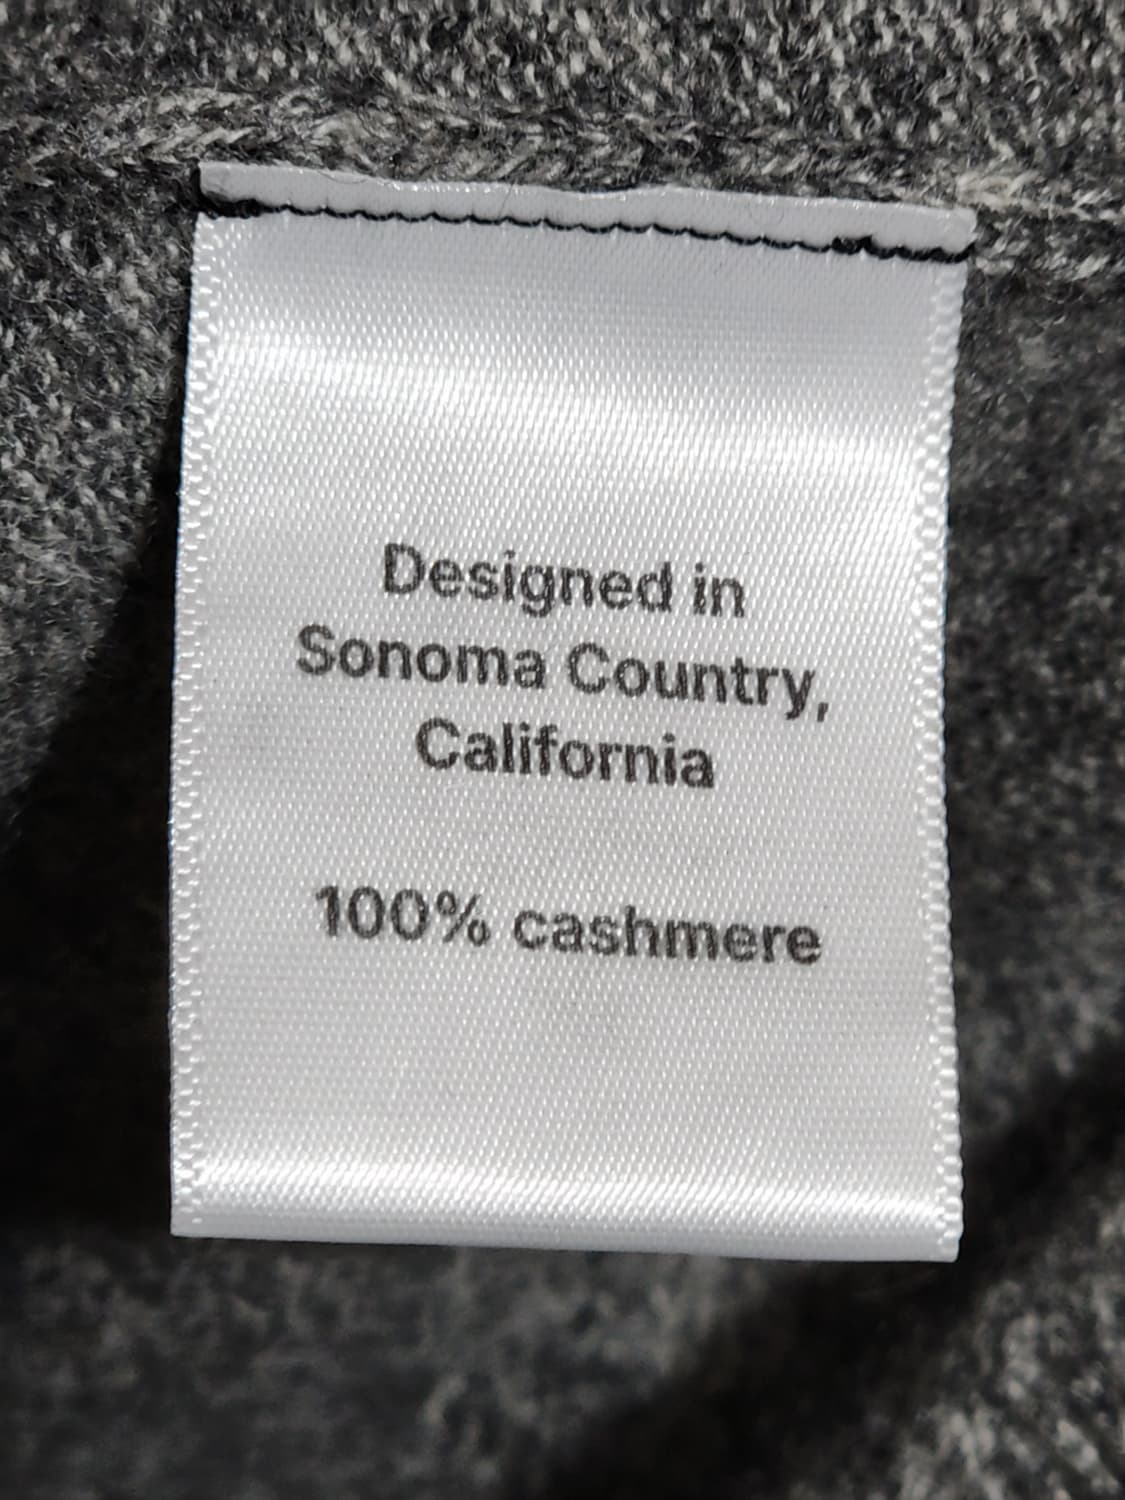 Designed in
Sonoma Country,
California
100% cashmere